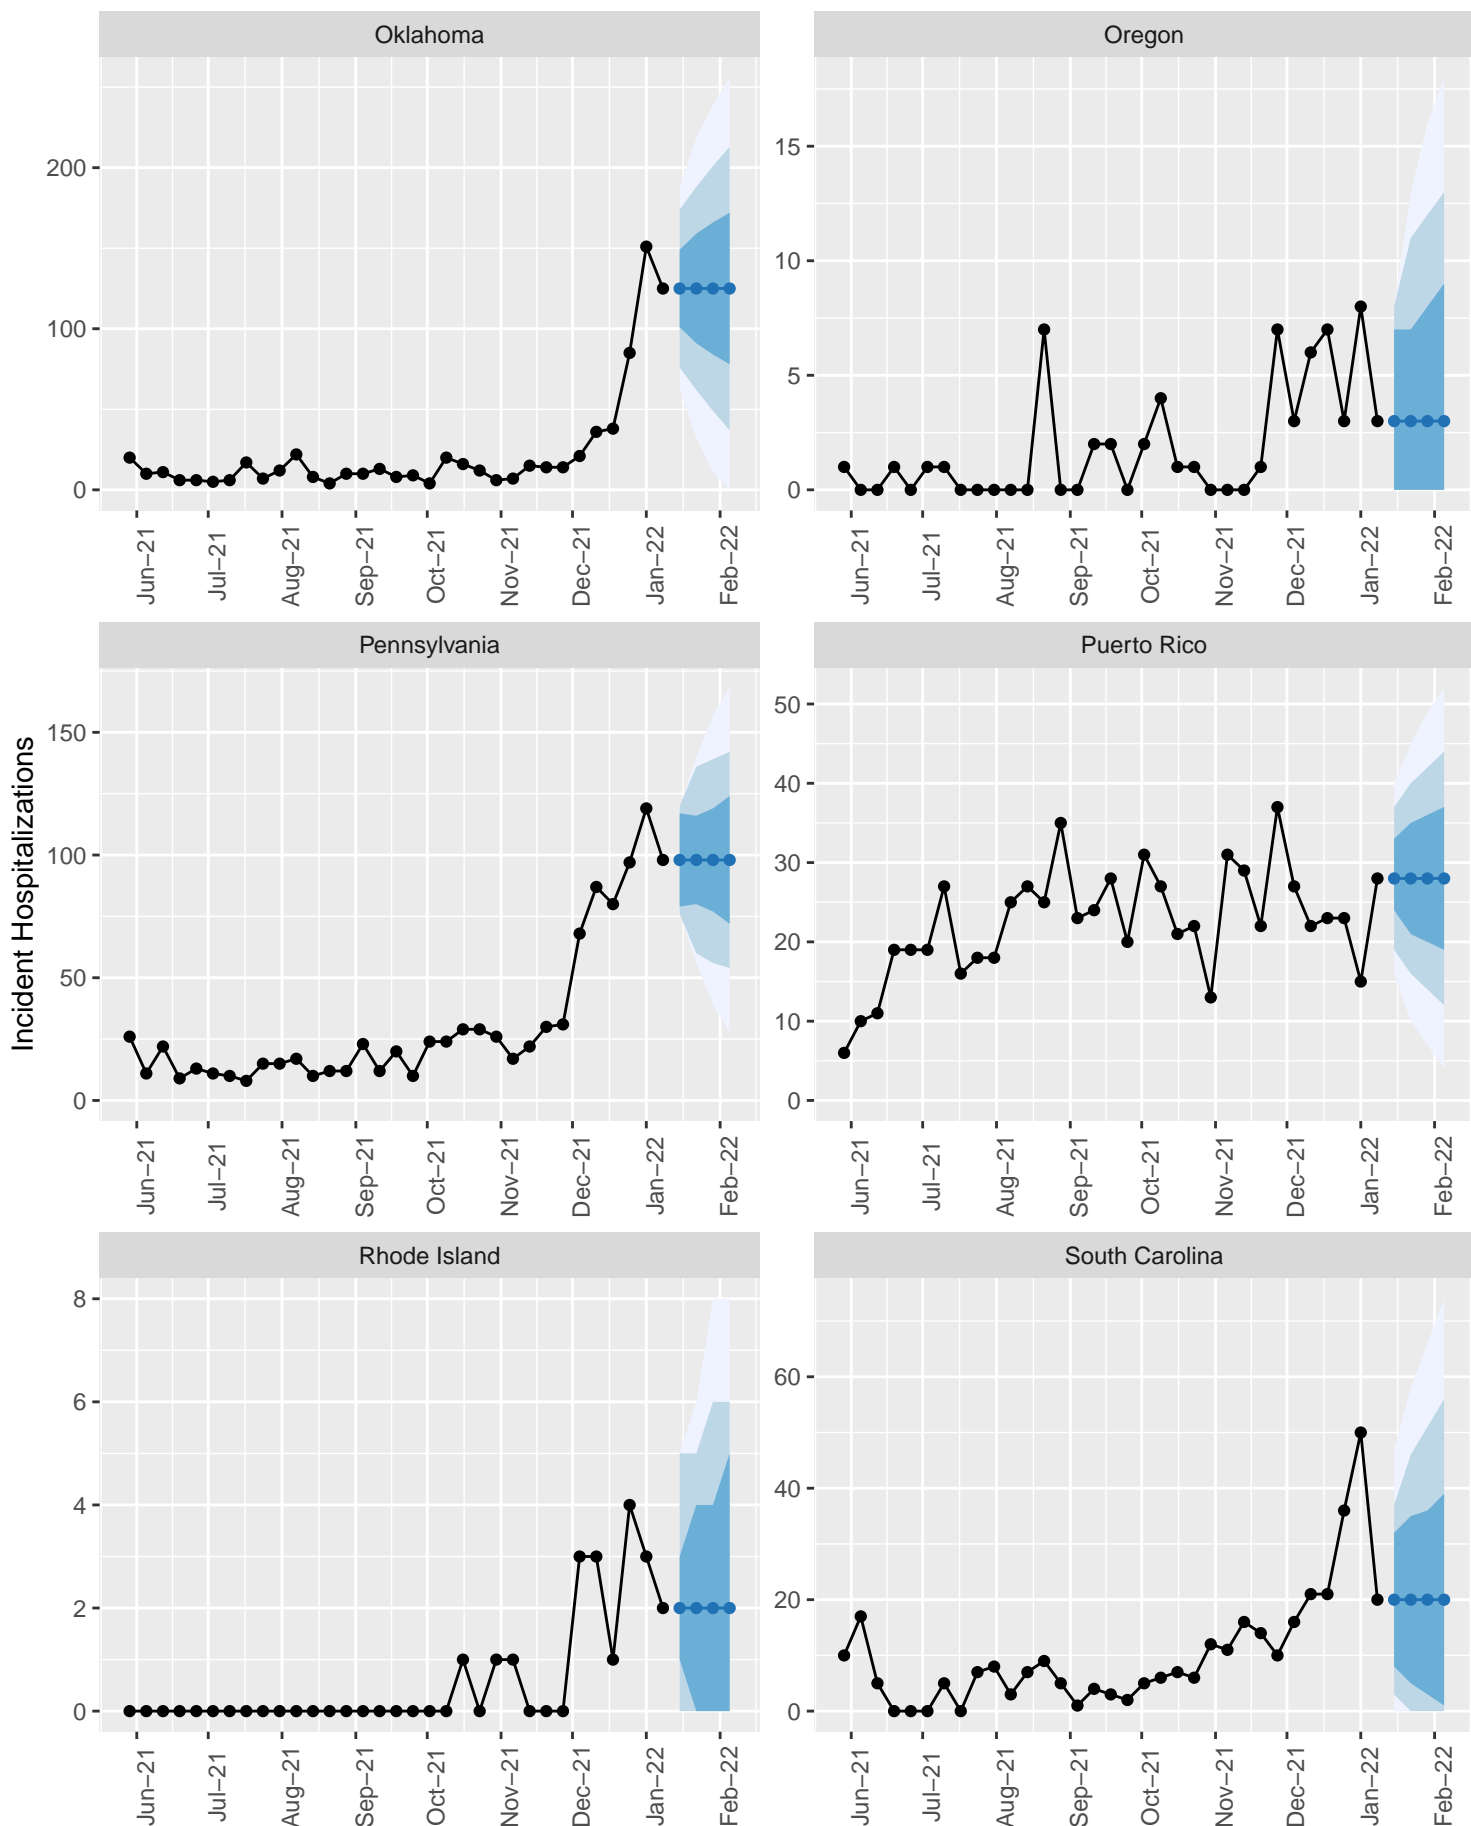 Oklahoma
Oregon
200
100
0
15
10
5
0
Jun−21
Jul−21
Aug−21
Sep−21
Oct−21
Nov−21
Dec−21
Jan−22
Feb−22
Jun−21
Jul−21
Aug−21
Sep−21
Oct−21
Nov−21
Dec−21
Jan−22
Feb−22
Incident Hospitalizations
Pennsylvania
Puerto Rico
150
100
50
0
50
40
30
20
10
0
Jun−21
Jul−21
Aug−21
Sep−21
Oct−21
Nov−21
Dec−21
Jan−22
Feb−22
Jun−21
Jul−21
Aug−21
Sep−21
Oct−21
Nov−21
Dec−21
Jan−22
Feb−22
Rhode Island
South Carolina
8
6
4
2
0
60
40
20
0
Jun−21
Jul−21
Aug−21
Sep−21
Oct−21
Nov−21
Dec−21
Jan−22
Feb−22
Jun−21
Jul−21
Aug−21
Sep−21
Oct−21
Nov−21
Dec−21
Jan−22
Feb−22